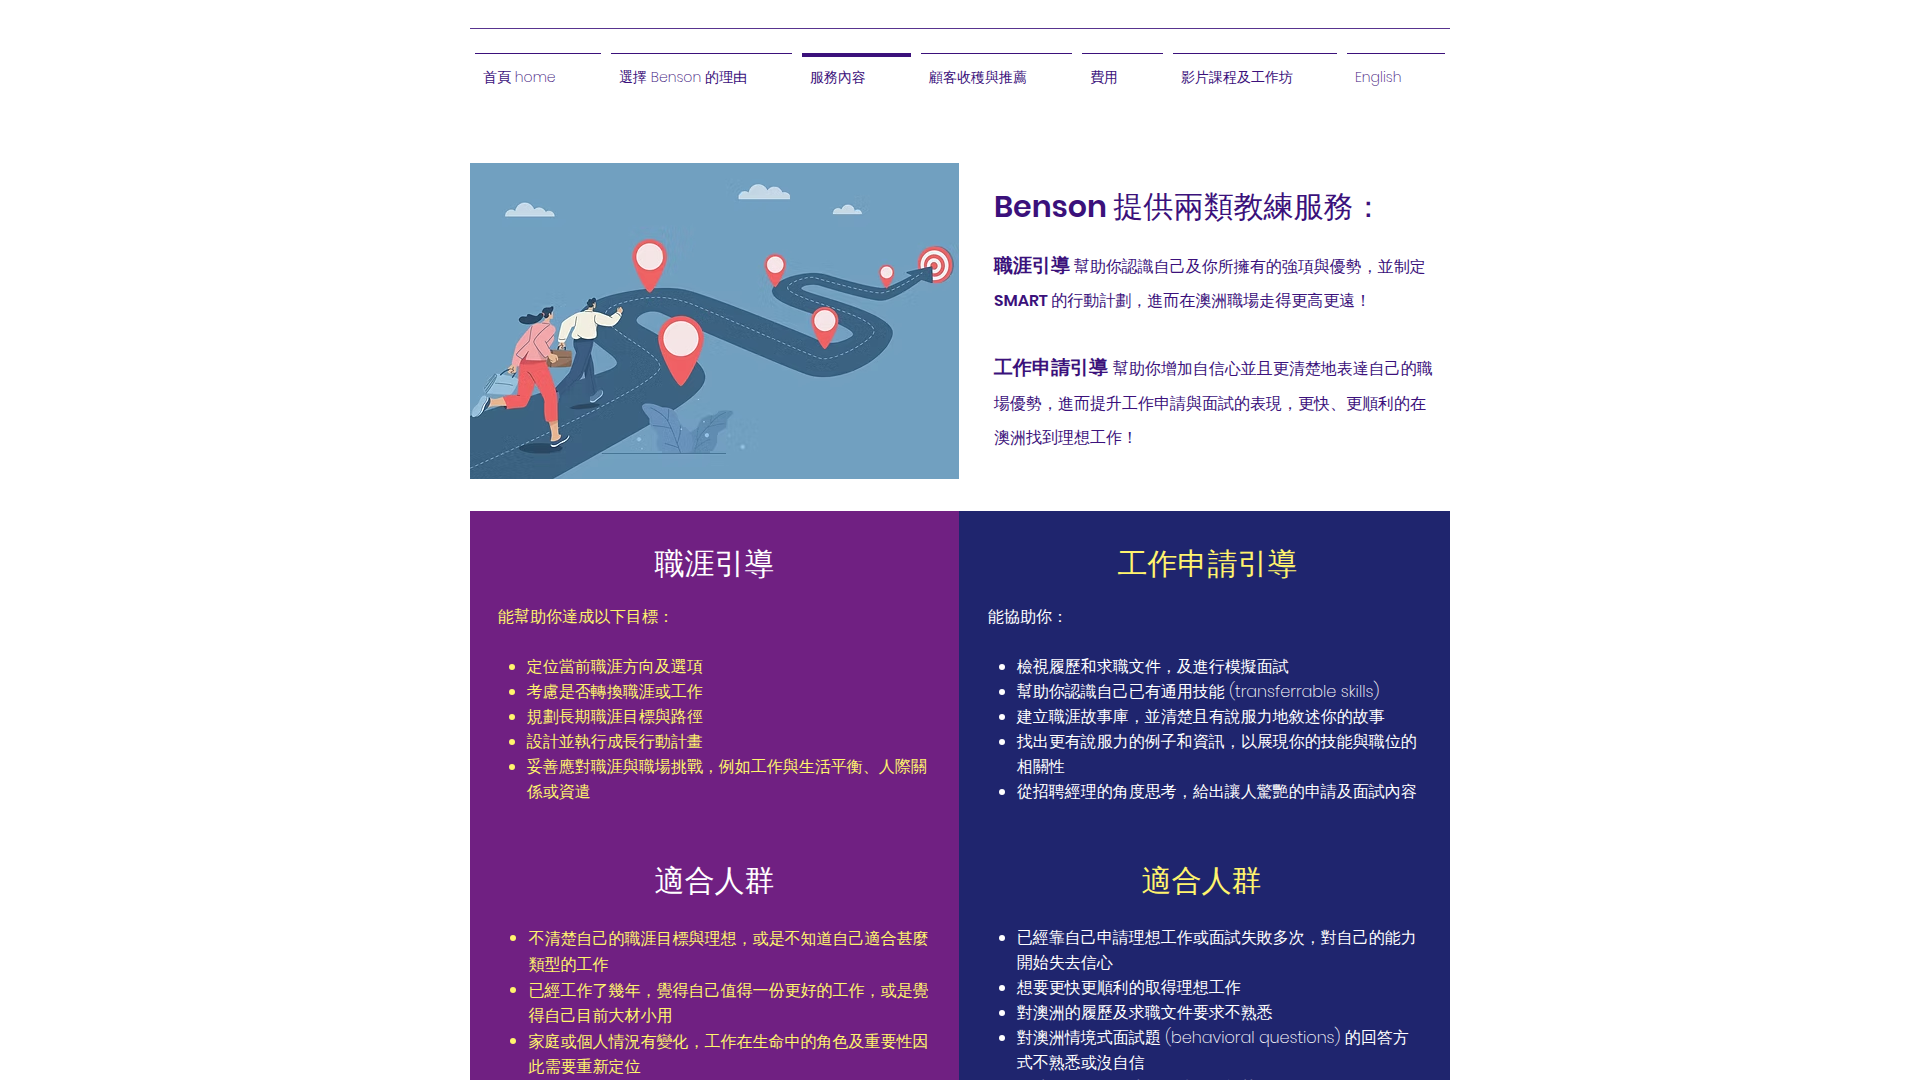 首頁 home
選擇 Benson 的理由
服務內容
顧客收穫與推薦
費用
影片課程及工作坊
English
Benson 提供兩類教練服務：
職涯引導 幫助你認識自己及你所擁有的強項與優勢，並制定
SMART 的行動計劃，進而在澳洲職場走得更高更遠！
工作申請引導 幫助你增加自信心並且更清楚地表達自己的職
場優勢，進而提升工作申請與面試的表現，更快、更順利的在
澳洲找到理想工作！
職涯引導
能幫助你達成以下目標：
定位當前職涯方向及選項
考慮是否轉換職涯或工作
規劃長期職涯目標與路徑
設計並執行成長行動計畫
妥善應對職涯與職場挑戰，例如工作與生活平衡、人際關
係或資遣
適合人群
不清楚自己的職涯目標與理想，或是不知道自己適合甚麼
類型的工作
已經工作了幾年，覺得自己值得一份更好的工作，或是覺
得自己目前大材小用
家庭或個人情況有變化，工作在生命中的角色及重要性因
此需要重新定位
工作申請引導
能協助你：
檢視履歷和求職文件，及進行模擬面試
幫助你認識自己已有通用技能 (transferrable skills)
建立職涯故事庫，並清楚且有說服力地敘述你的故事
找出更有說服力的例子和資訊，以展現你的技能與職位的
相關性
從招聘經理的角度思考，給出讓人驚艷的申請及面試內容
適合人群
已經靠自己申請理想工作或面試失敗多次，對自己的能力
開始失去信心
想要更快更順利的取得理想工作
對澳洲的履歷及求職文件要求不熟悉
對澳洲情境式面試題 (behavioral questions) 的回答方
式不熟悉或沒自信